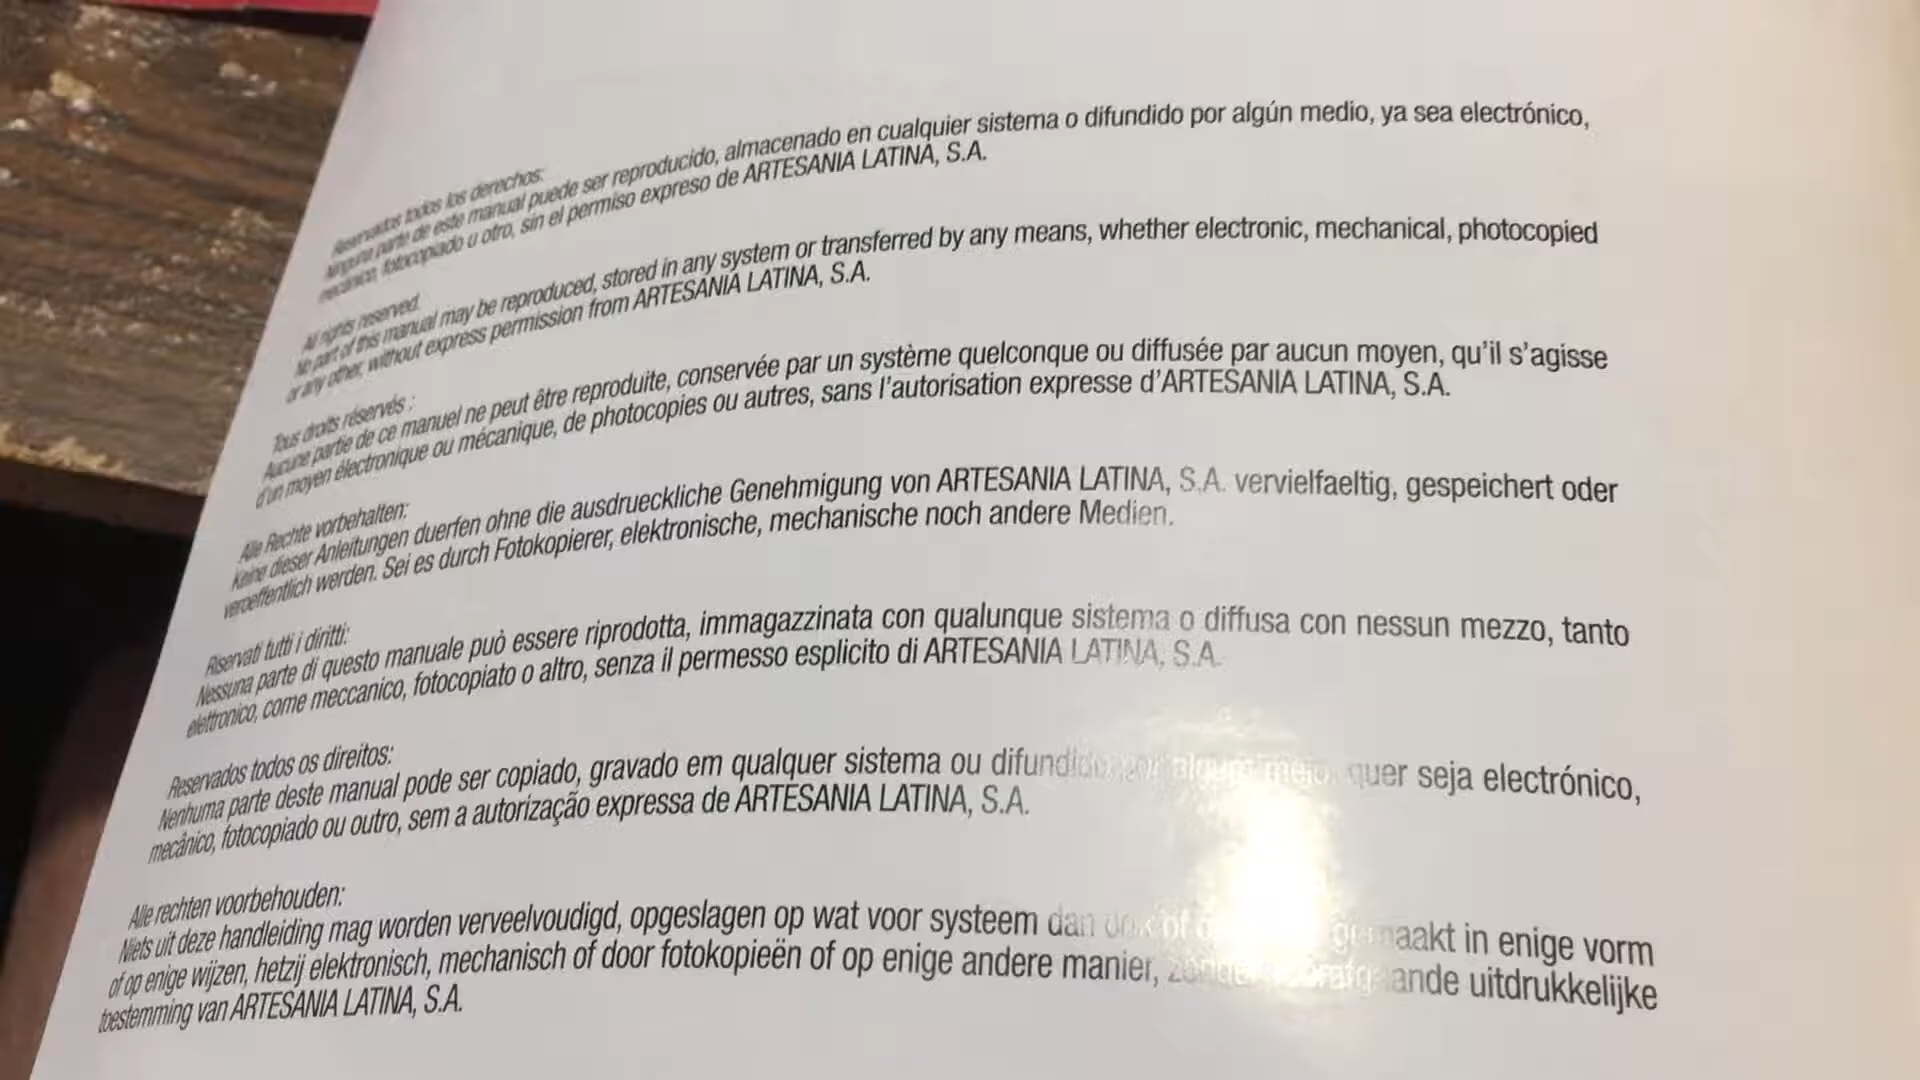 Reservados todos los derechos:
Ninguna parte de este manual puede ser reproducido, almacenado en cualquier sistema o difundido por algún medio, ya sea electrónico,
mecánico, fotocopiado u otro, sin el permiso expreso de ARTESANIA LATINA, S.A.
All rights reserved.
No part of this manual may be reproduced, stored in any system or transferred by any means, whether electronic, mechanical, photocopied
or any other, without express permission from ARTESANIA LATINA, S.A.
Tous droits réservés :
Aucune partie de ce manuel ne peut être reproduite, conservée par un système quelconque ou diffusée par aucun moyen, qu'il s'agisse
d'un moyen électronique ou mécanique, de photocopies ou autres, sans l'autorisation expresse d'ARTESANIA LATINA, S.A.
Alle Rechte vorbehalten:
Keine dieser Anleitungen duerfen ohne die ausdrueckliche Genehmigung von ARTESANIA LATINA, S.A. vervielfaeltig, gespeichert oder
veroeffentlich werden. Sei es durch Fotokopierer, elektronische, mechanische noch andere Medien.
Riservati tutti i diritti:
Nessuna parte di questo manuale può essere riprodotta, immagazzinata con qualunque sistema o diffusa con nessun mezzo, tanto
elettronico, come meccanico, fotocopiato o altro, senza il permesso esplicito di ARTESANIA LATINA, S.A.
Reservados todos os direitos:
Nenhuma parte deste manual pode ser copiado, gravado em qualquer sistema ou difundido por algum meio, quer seja electrónico,
mecânico, fotocopiado ou outro, sem a autorização expressa de ARTESANIA LATINA, S.A.
Alle rechten voorbehouden:
Niets uit deze handleiding mag worden verveelvoudigd, opgeslagen op wat voor systeem dan ook of gemaakt in enige vorm
of op enige wijzen, hetzij elektronisch, mechanisch of door fotokopieën of op enige andere manier, uitdrukkelijke
toestemming van ARTESANIA LATINA, S.A.